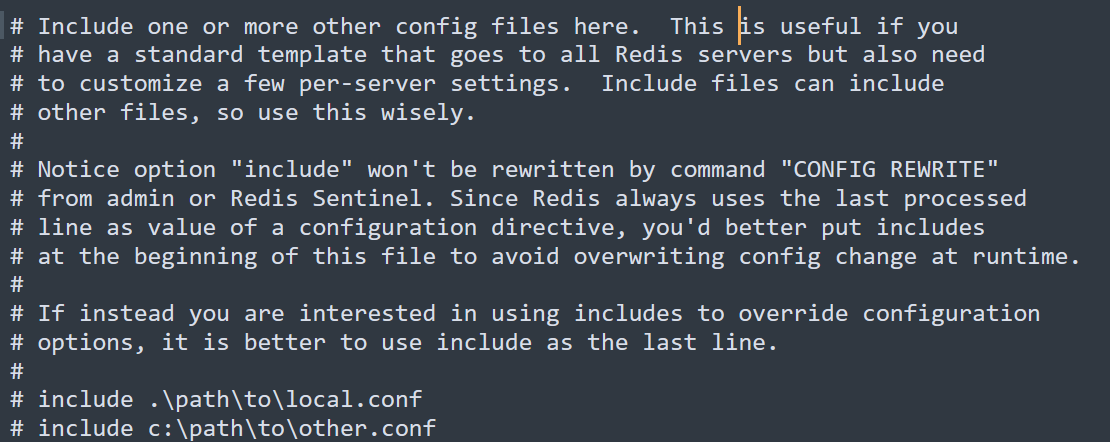 # Include one or more other config files here.  This is useful if you
# have a standard template that goes to all Redis servers but also need
# to customize a few per-server settings.  Include files can include
# other files, so use this wisely.
#
# Notice option "include" won't be rewritten by command "CONFIG REWRITE"
# from admin or Redis Sentinel. Since Redis always uses the last processed
# line as value of a configuration directive, you'd better put includes
# at the beginning of this file to avoid overwriting config change at runtime.
#
# If instead you are interested in using includes to override configuration
# options, it is better to use include as the last line.
#
# include .\path\to\local.conf
# include c:\path\to\other.conf